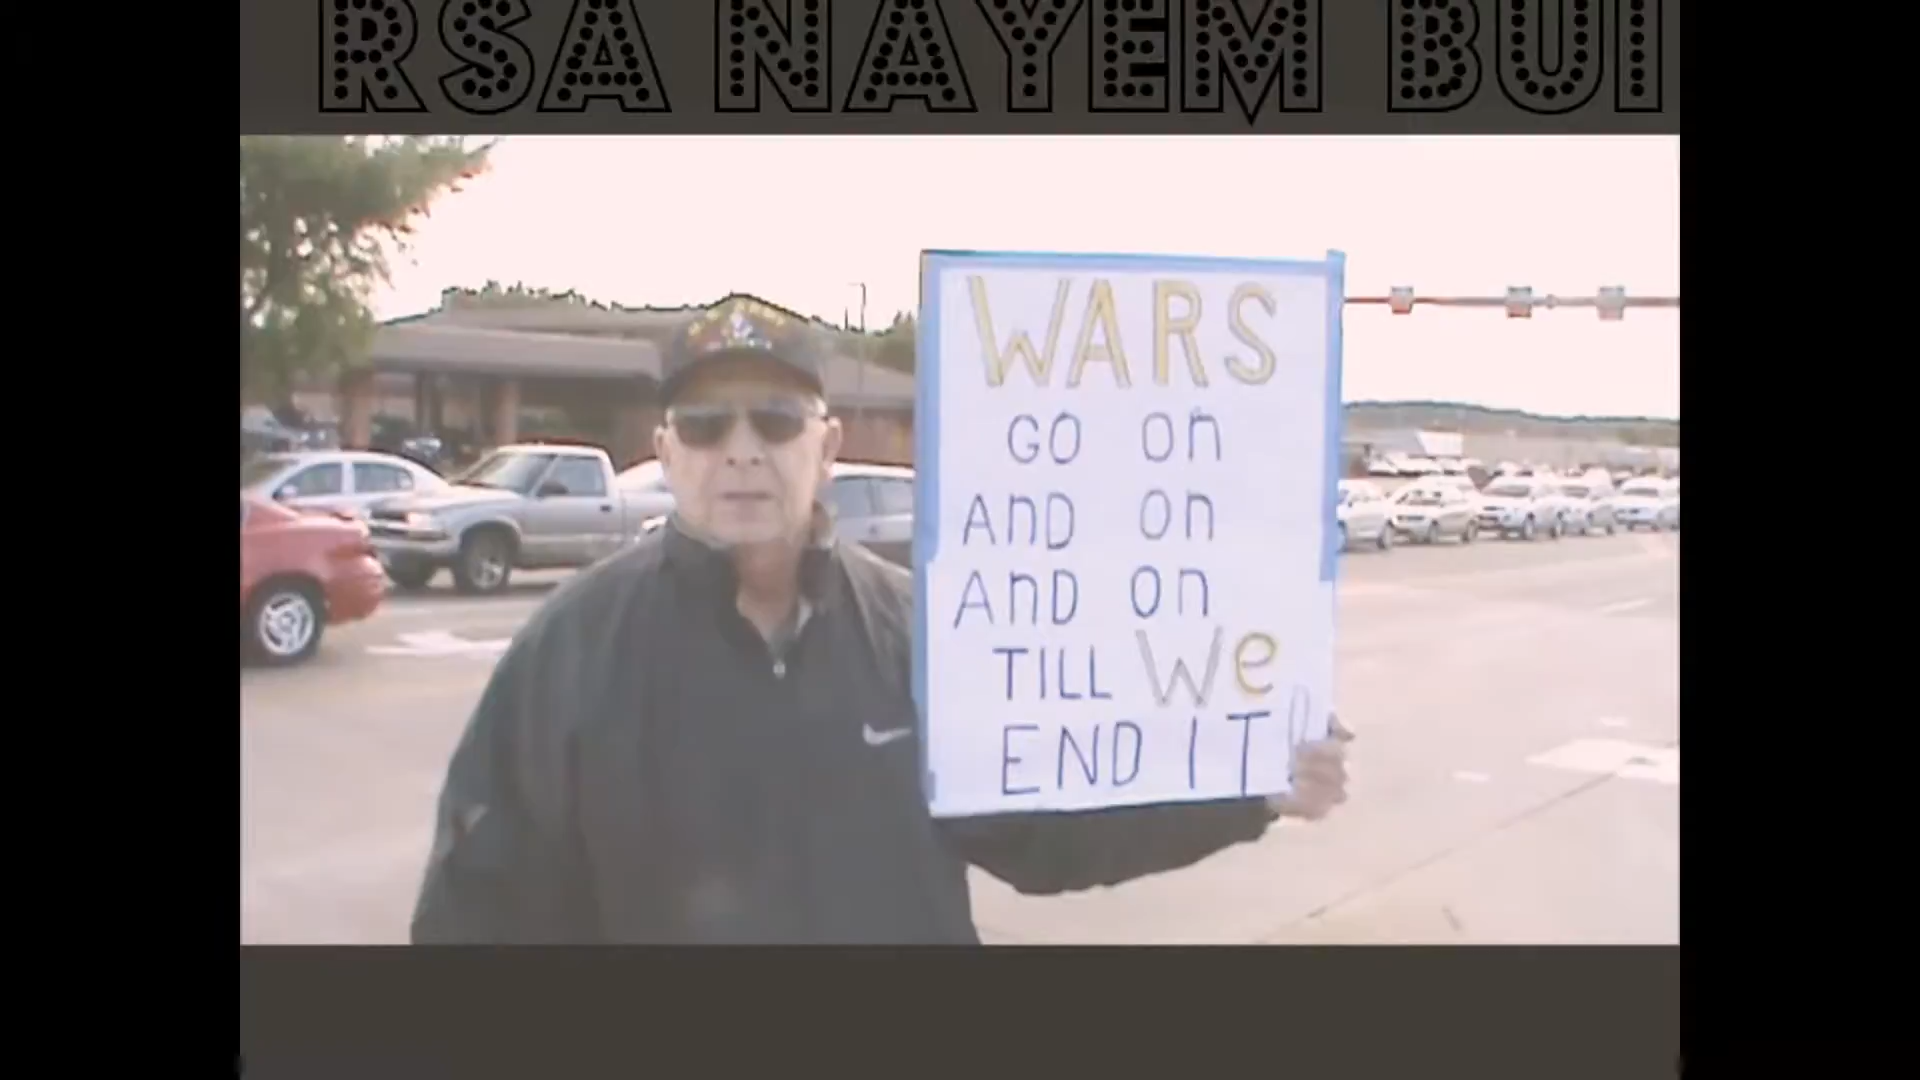 RSA NAYEM BUI
WARS
GO On
AnD On
AnD On
TILL We
END IT!